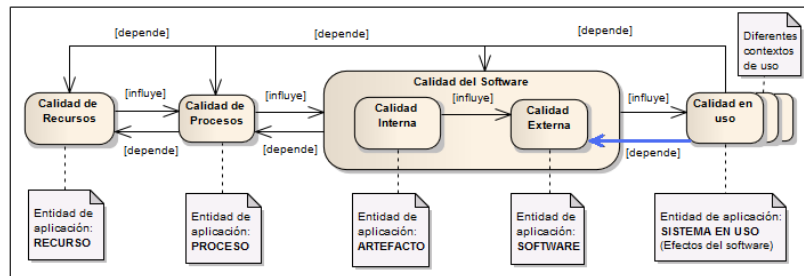 [depende]
[depende]
[depende]
Diferentes
contextos
de uso
Calidad del Software
Calidad de
Recursos
[influye]
Calidad de
Procesos
[influye]
Calidad
Interna
[influye]
Calidad
Externa
[influye]
Calidad en
uso
[depende]
[depende]
[depende]
Entidad de
aplicación:
RECURSO
Entidad de
aplicación:
PROCESO
Entidad de
aplicación:
ARTEFACTO
Entidad de
aplicación:
SOFTWARE
Entidad de aplicación:
SISTEMA EN USO
(Efectos del software)